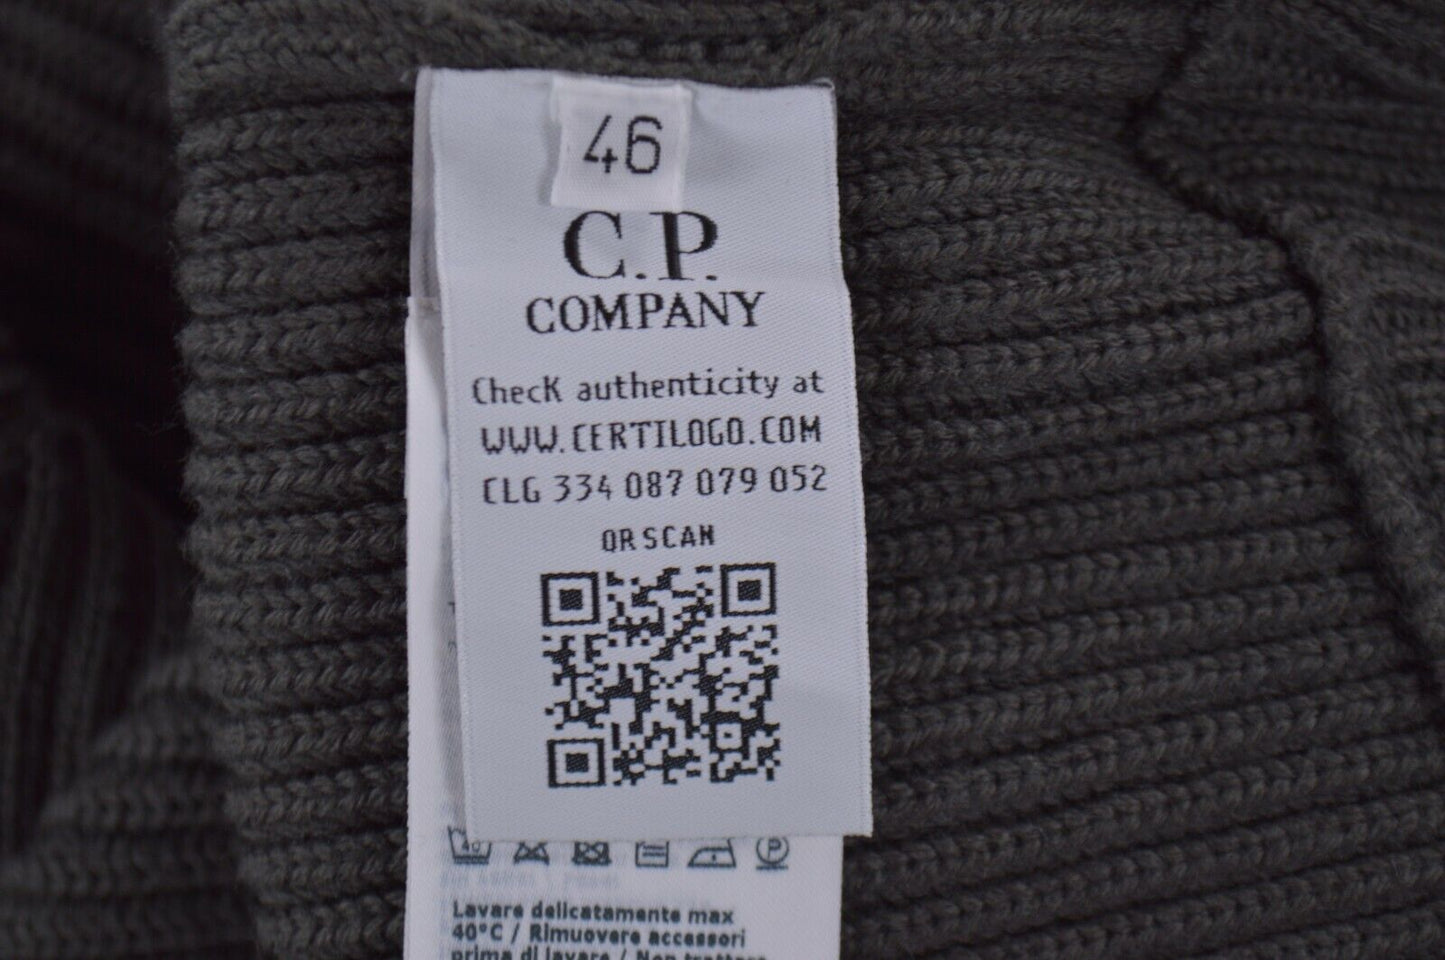 46
C.P.
COMPANY
Check authenticity at
WWW.CERTILOGO.COM
CLG 334 087 079 052
QR SCAN
40
P
Lavare delicatamente max
40°C / Rimuovere accessori
prima di lavare / Non trattare